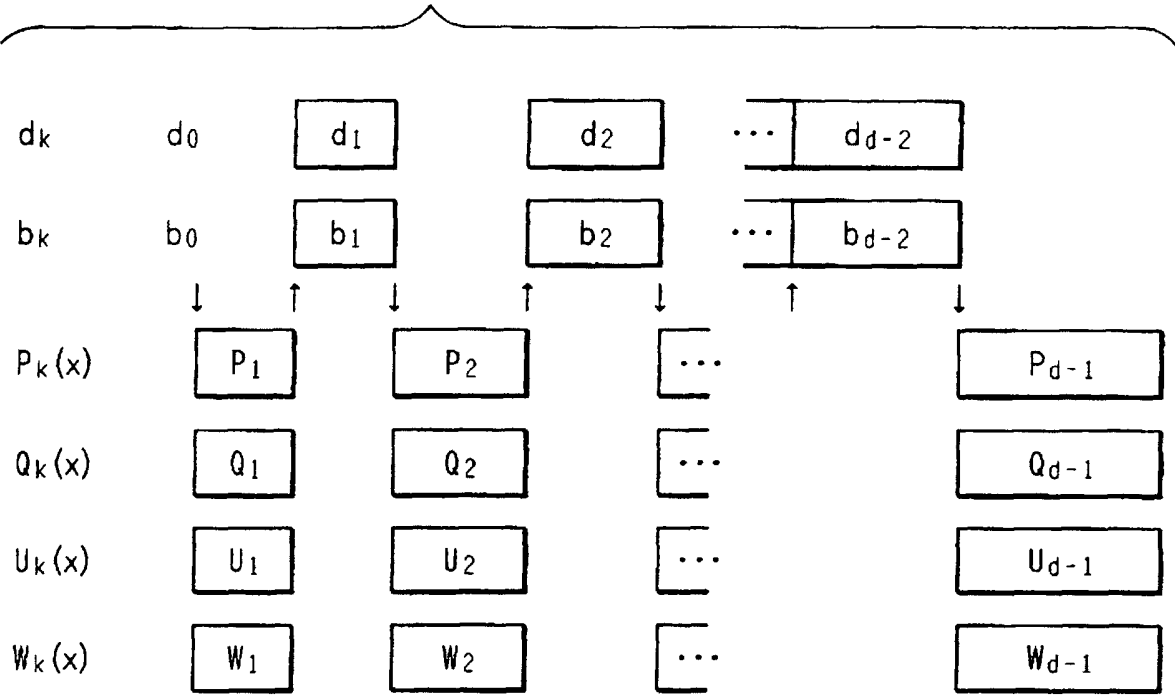 dk d0 d1 d2 ··· dd-2
bk b0 b1 b2 ··· bd-2
↓ ↑ ↓ ↑ ↓ ↑ ↓
Pk(x) P1 P2 ··· Pd-1
Qk(x) Q1 Q2 ··· Qd-1
Uk(x) U1 U2 ··· Ud-1
Wk(x) W1 W2 ··· Wd-1